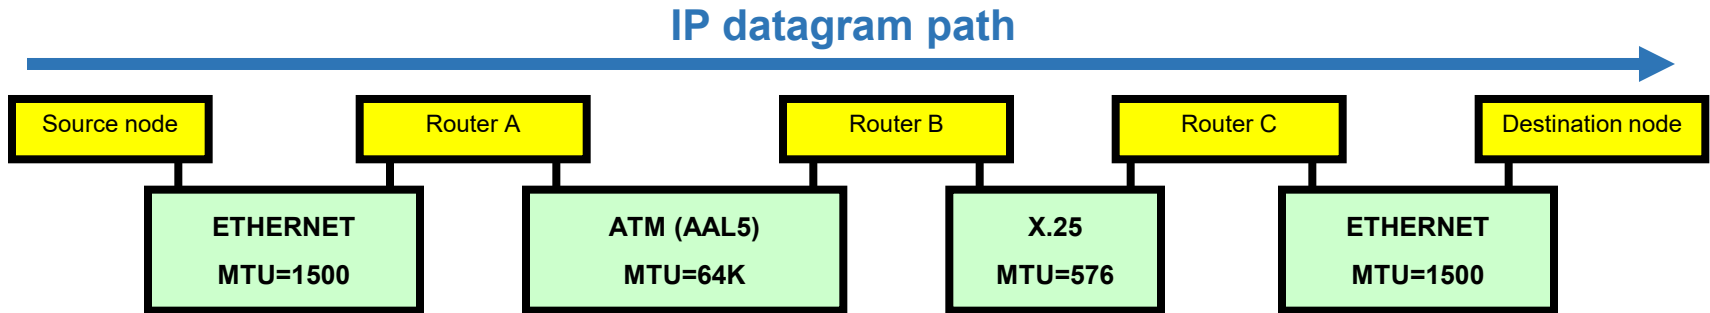 IP datagram path
Source node
Router A
Router B
Router C
Destination node
ETHERNET
MTU=1500
ATM (AAL5)
MTU=64K
X.25
MTU=576
ETHERNET
MTU=1500